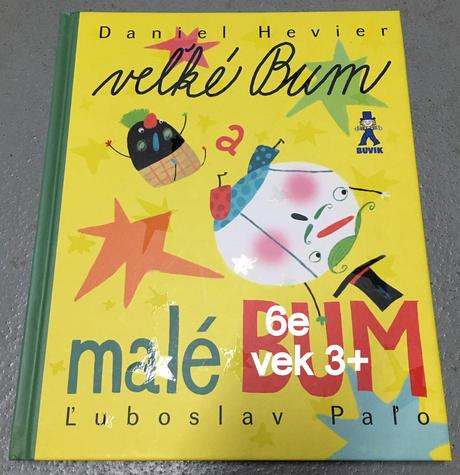 Daniel Hevier
veľké Bum
a
BUVIK
malé BUM
6e
vek 3+
Ľuboslav Paľo